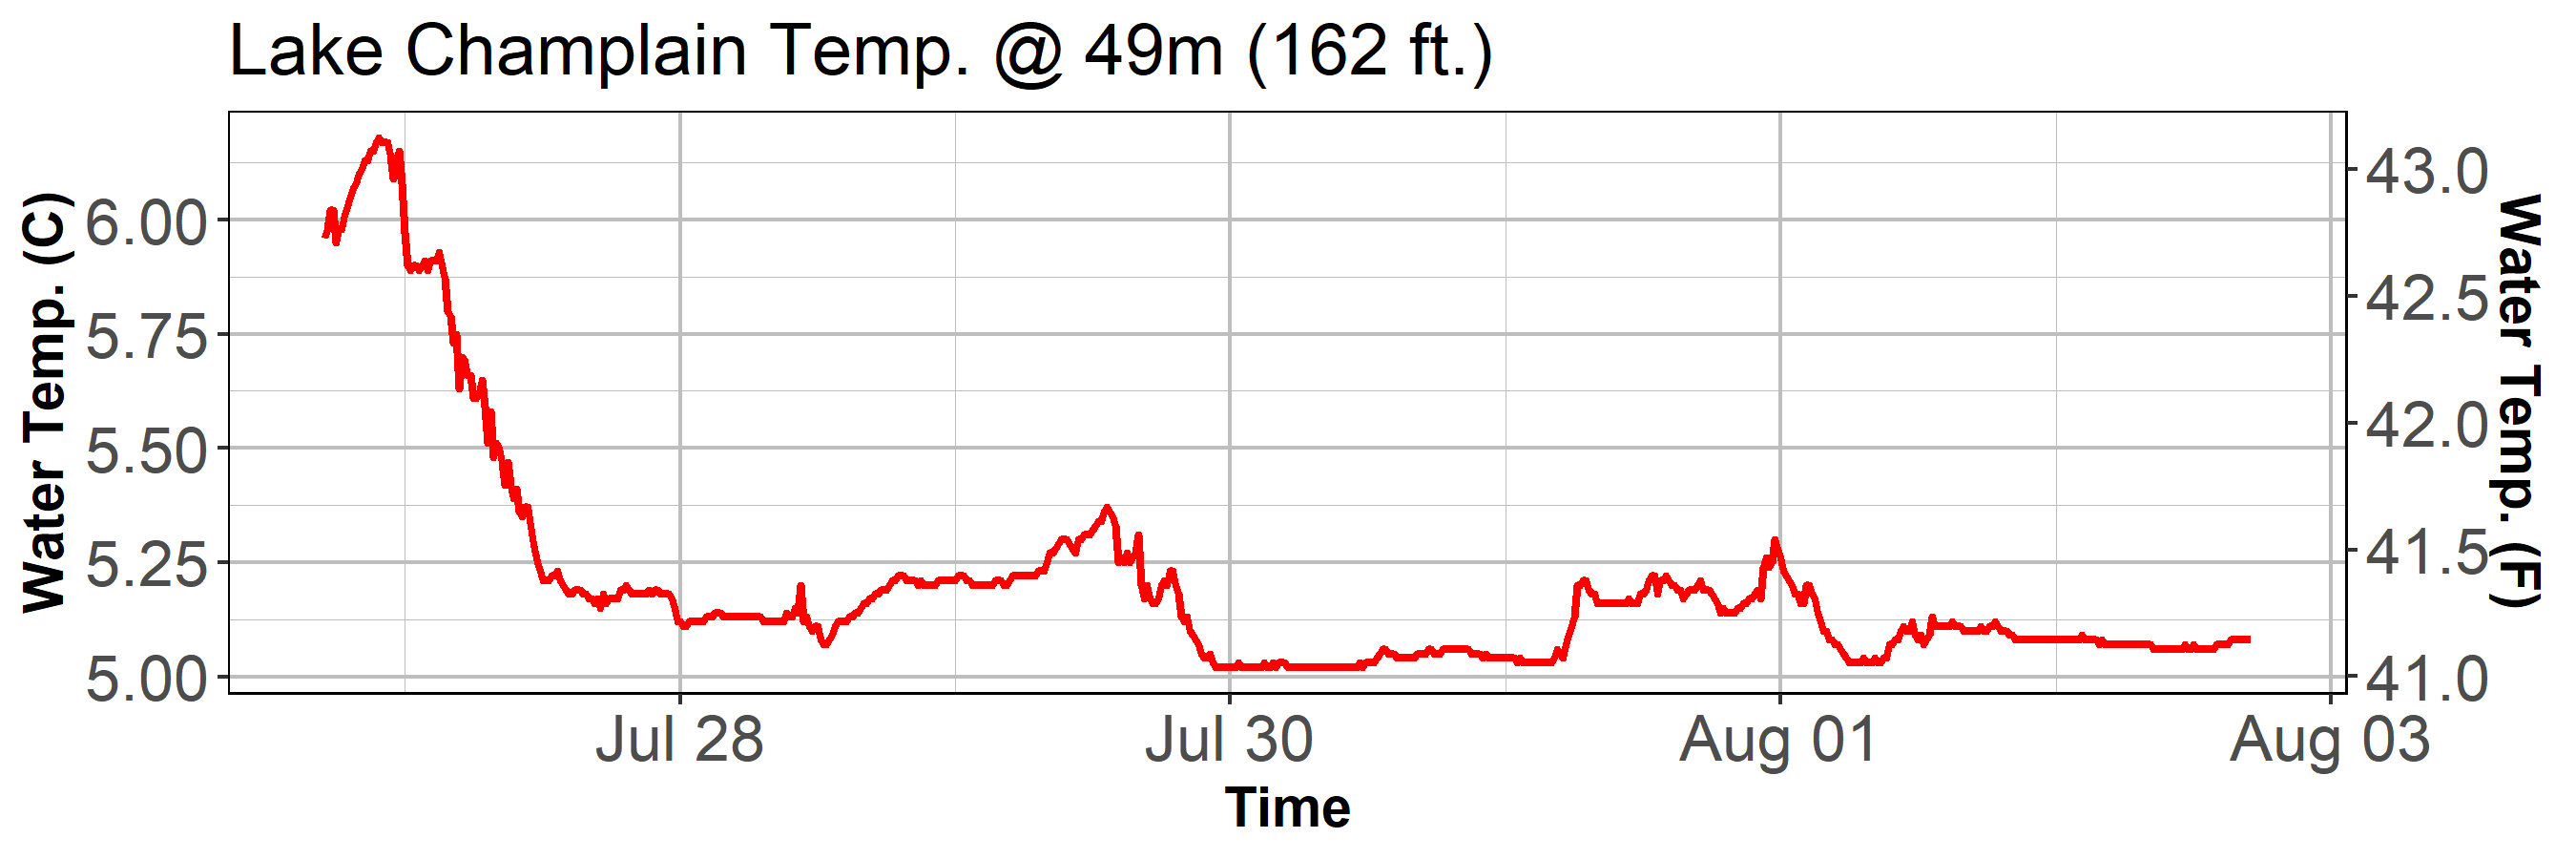 Lake Champlain Temp. @ 49m (162 ft.)
Water Temp. (C)
6.00
5.75
5.50
5.25
5.00
43.0
42.5
42.0
41.5
41.0
Water Temp. (F)
Jul 28 Jul 30 Aug 01 Aug 03
Time